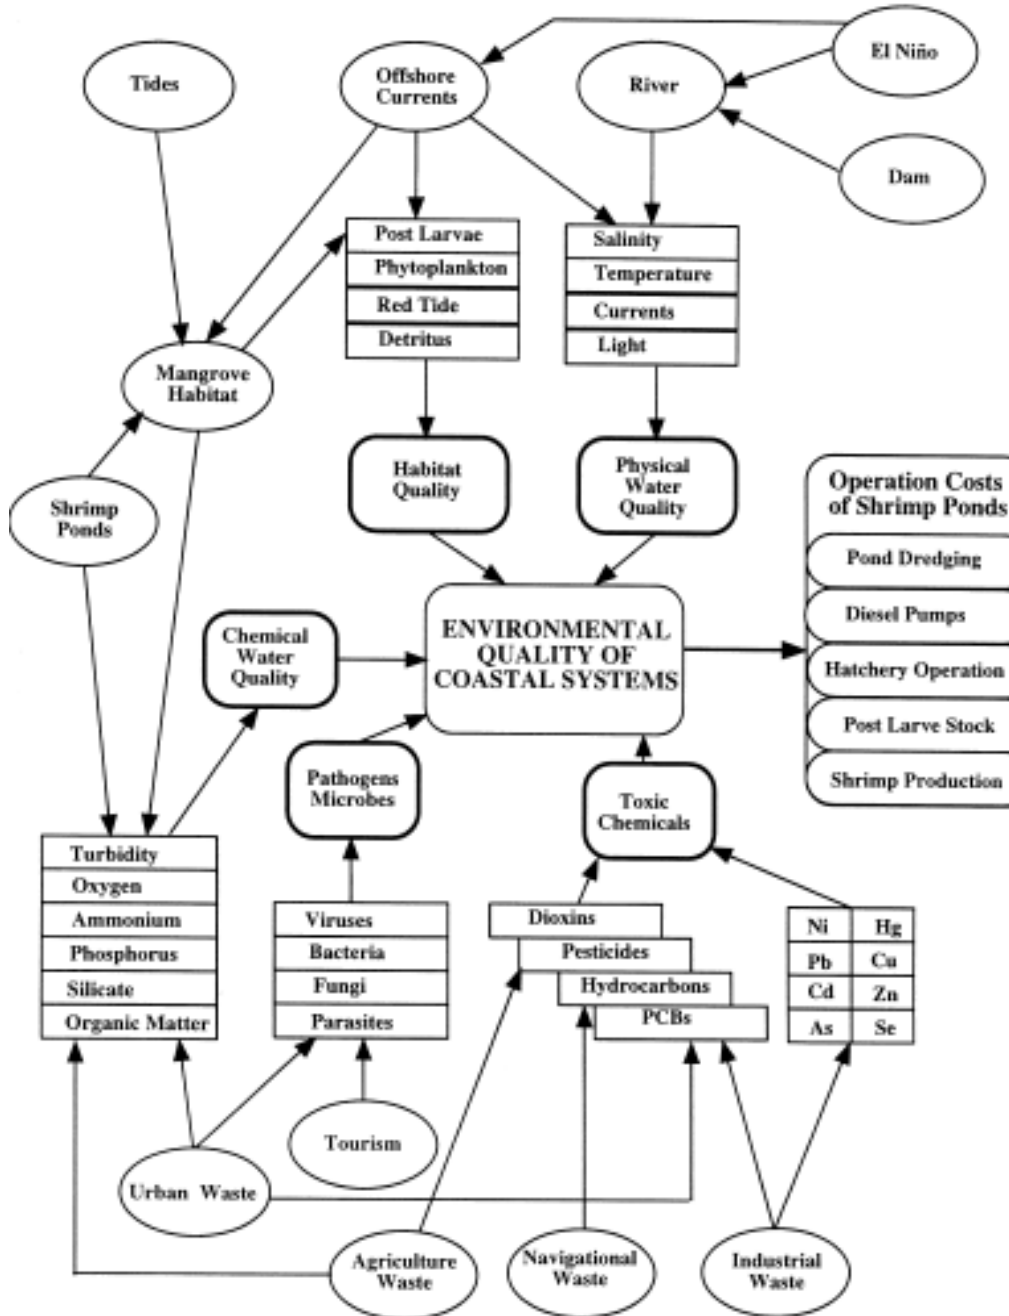 El Niño
Tides
Offshore
Currents
River
Dam
Post Larvae
Phytoplankton
Red Tide
Detritus
Salinity
Temperature
Currents
Light
Mangrove
Habitat
Shrimp
Ponds
Habitat
Quality
Physical
Water
Quality
Operation Costs
of Shrimp Ponds
Pond Dredging
Diesel Pumps
Hatchery Operation
Post Larve Stock
Shrimp Production
Chemical
Water
Quality
ENVIRONMENTAL
QUALITY OF
COASTAL SYSTEMS
Pathogens
Microbes
Toxic
Chemicals
Turbidity
Oxygen
Ammonium
Phosphorus
Silicate
Organic Matter
Viruses
Bacteria
Fungi
Parasites
Dioxins
Pesticides
Hydrocarbons
PCBs
Ni Hg
Pb Cu
Cd Zn
As Se
Tourism
Urban Waste
Agriculture
Waste
Navigational
Waste
Industrial
Waste